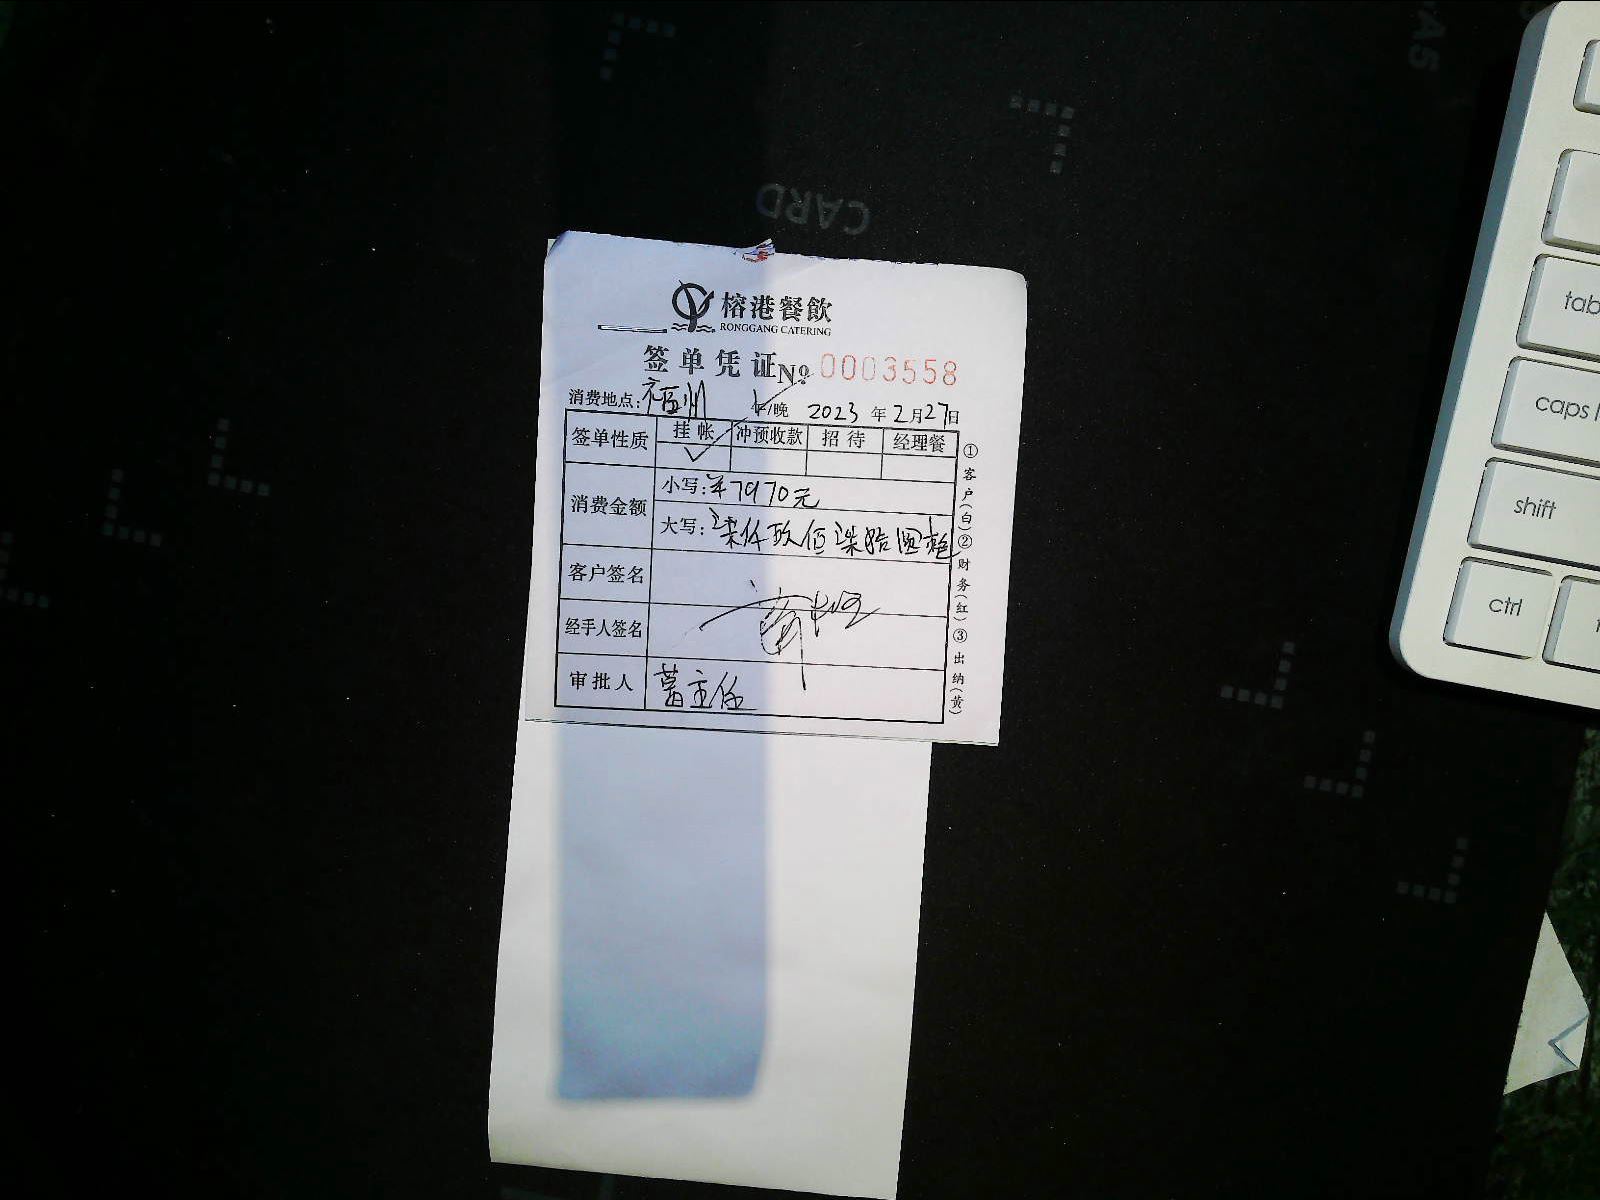 A5
CARD
榕港餐飲
RONGGANG CATERING
签单凭证 № 0003558
消费地点：福州 午/晚 2023 年 2 月 27 日
签单性质 挂帐 冲预收款 招待 经理餐
✓
消费金额 小写：¥7970元
大写：柒仟玖佰柒拾圆
客户签名
经手人签名
审批人 主任
①客户(白)②财务(红)③出纳(黄)
tab
caps
shift
ctrl